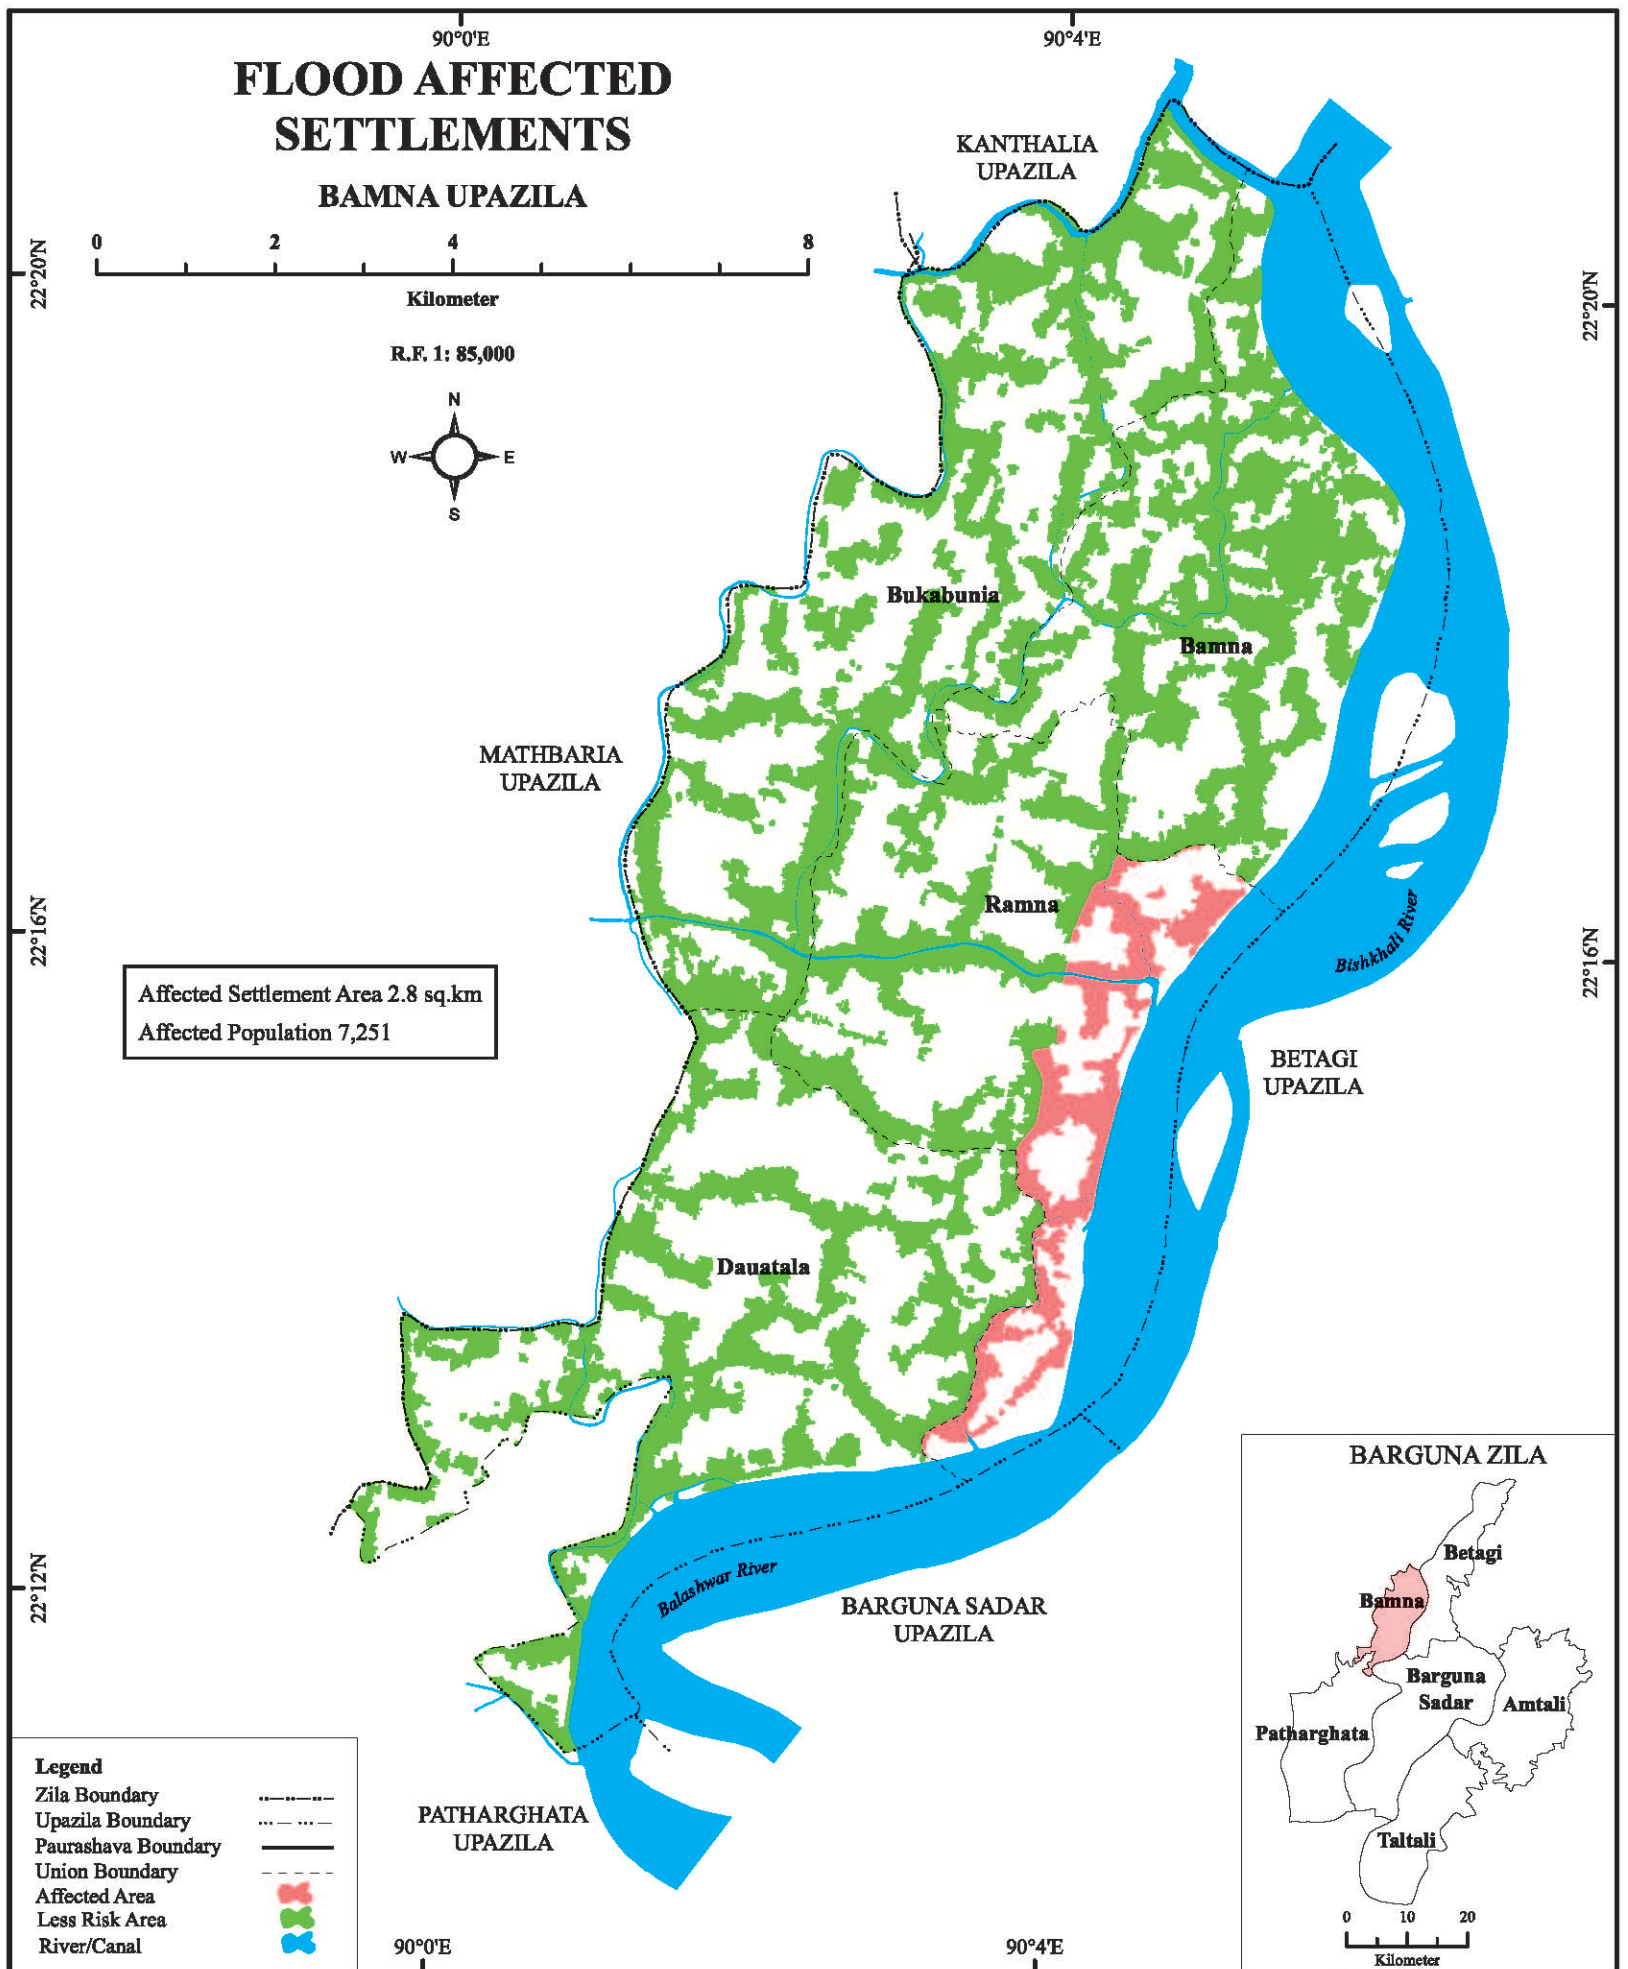 90°0'E
90°4'E
FLOOD AFFECTED
SETTLEMENTS
BAMNA UPAZILA
0 2 4 8
Kilometer
R.F. 1: 85,000
N
W E
S
22°20'N
22°20'N
KANTHALIA
UPAZILA
Bukabunia
Bamna
MATHBARIA
UPAZILA
Ramna
22°16'N
22°16'N
Bishkhali River
Affected Settlement Area 2.8 sq.km
Affected Population 7,251
BETAGI
UPAZILA
Dauatala
22°12'N
Balashwar River
BARGUNA SADAR
UPAZILA
PATHARGHATA
UPAZILA
BARGUNA ZILA
Betagi
Bamna
Barguna
Sadar
Amtali
Patharghata
Taltali
0 10 20
Kilometer
Legend
Zila Boundary
Upazila Boundary
Paurashava Boundary
Union Boundary
Affected Area
Less Risk Area
River/Canal
90°0'E
90°4'E